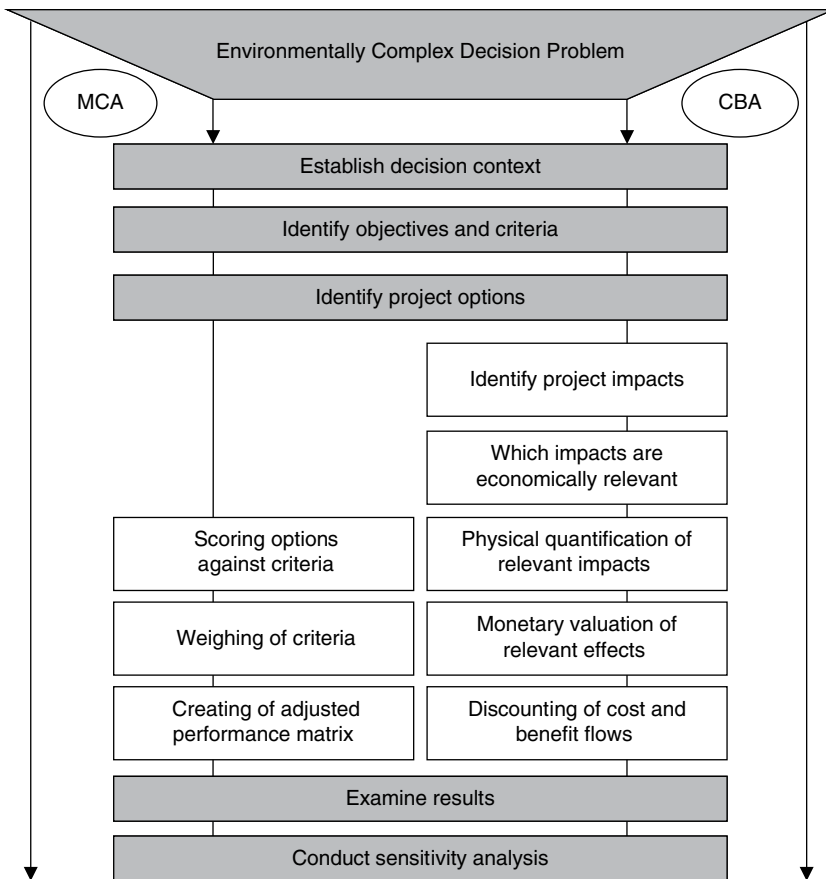 Environmentally Complex Decision Problem
MCA
CBA
Establish decision context
Identify objectives and criteria
Identify project options
Identify project impacts
Which impacts are
economically relevant
Scoring options
against criteria
Physical quantification of
relevant impacts
Weighing of criteria
Monetary valuation of
relevant effects
Creating of adjusted
performance matrix
Discounting of cost and
benefit flows
Examine results
Conduct sensitivity analysis